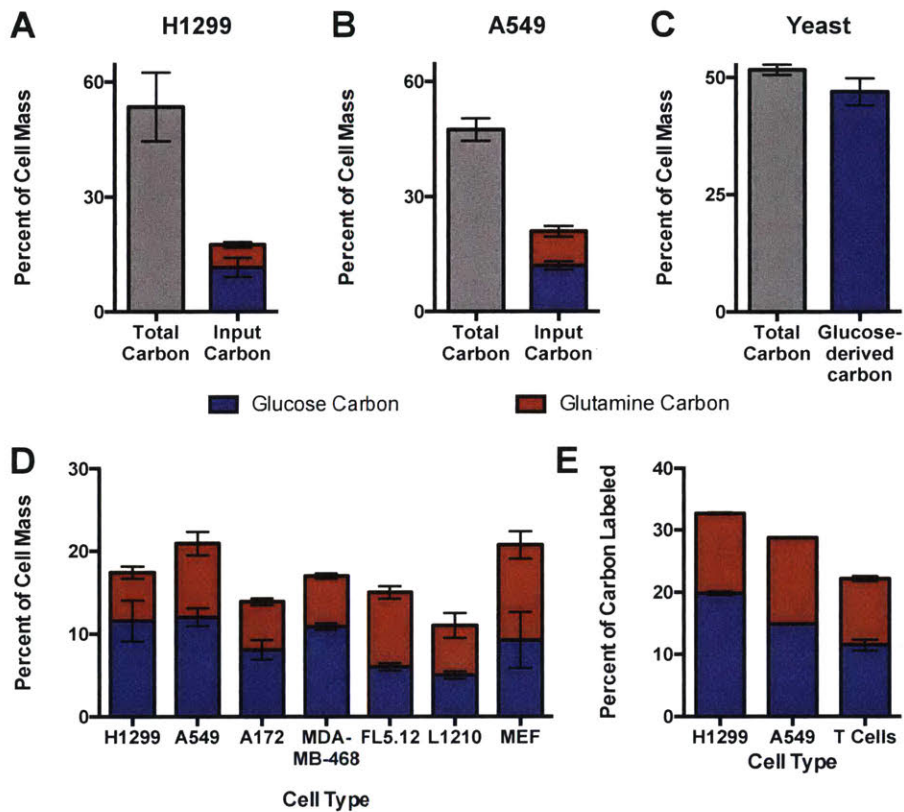 A
H1299
Percent of Cell Mass
60
30
0
Total
Carbon
Input
Carbon
B
A549
Percent of Cell Mass
60
30
0
Total
Carbon
Input
Carbon
C
Yeast
Percent of Cell Mass
50
25
0
Total
Carbon
Glucose-
derived
carbon
Glucose Carbon
Glutamine Carbon
D
Percent of Cell Mass
30
20
10
0
H1299
A549
A172
MDA-
MB-468
FL5.12
L1210
MEF
Cell Type
E
Percent of Carbon Labeled
40
30
20
10
0
H1299
A549
T Cells
Cell Type